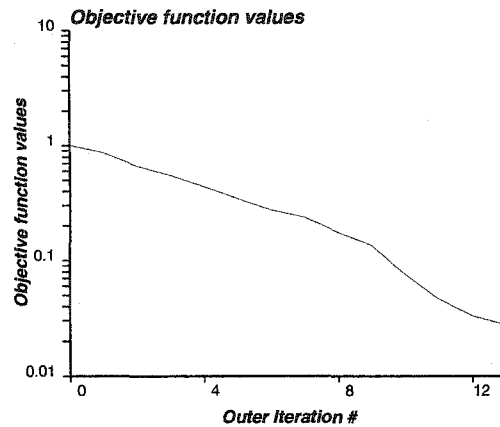 Objective function values
10
1
0.1
0.01
Objective function values
0 4 8 12
Outer Iteration #